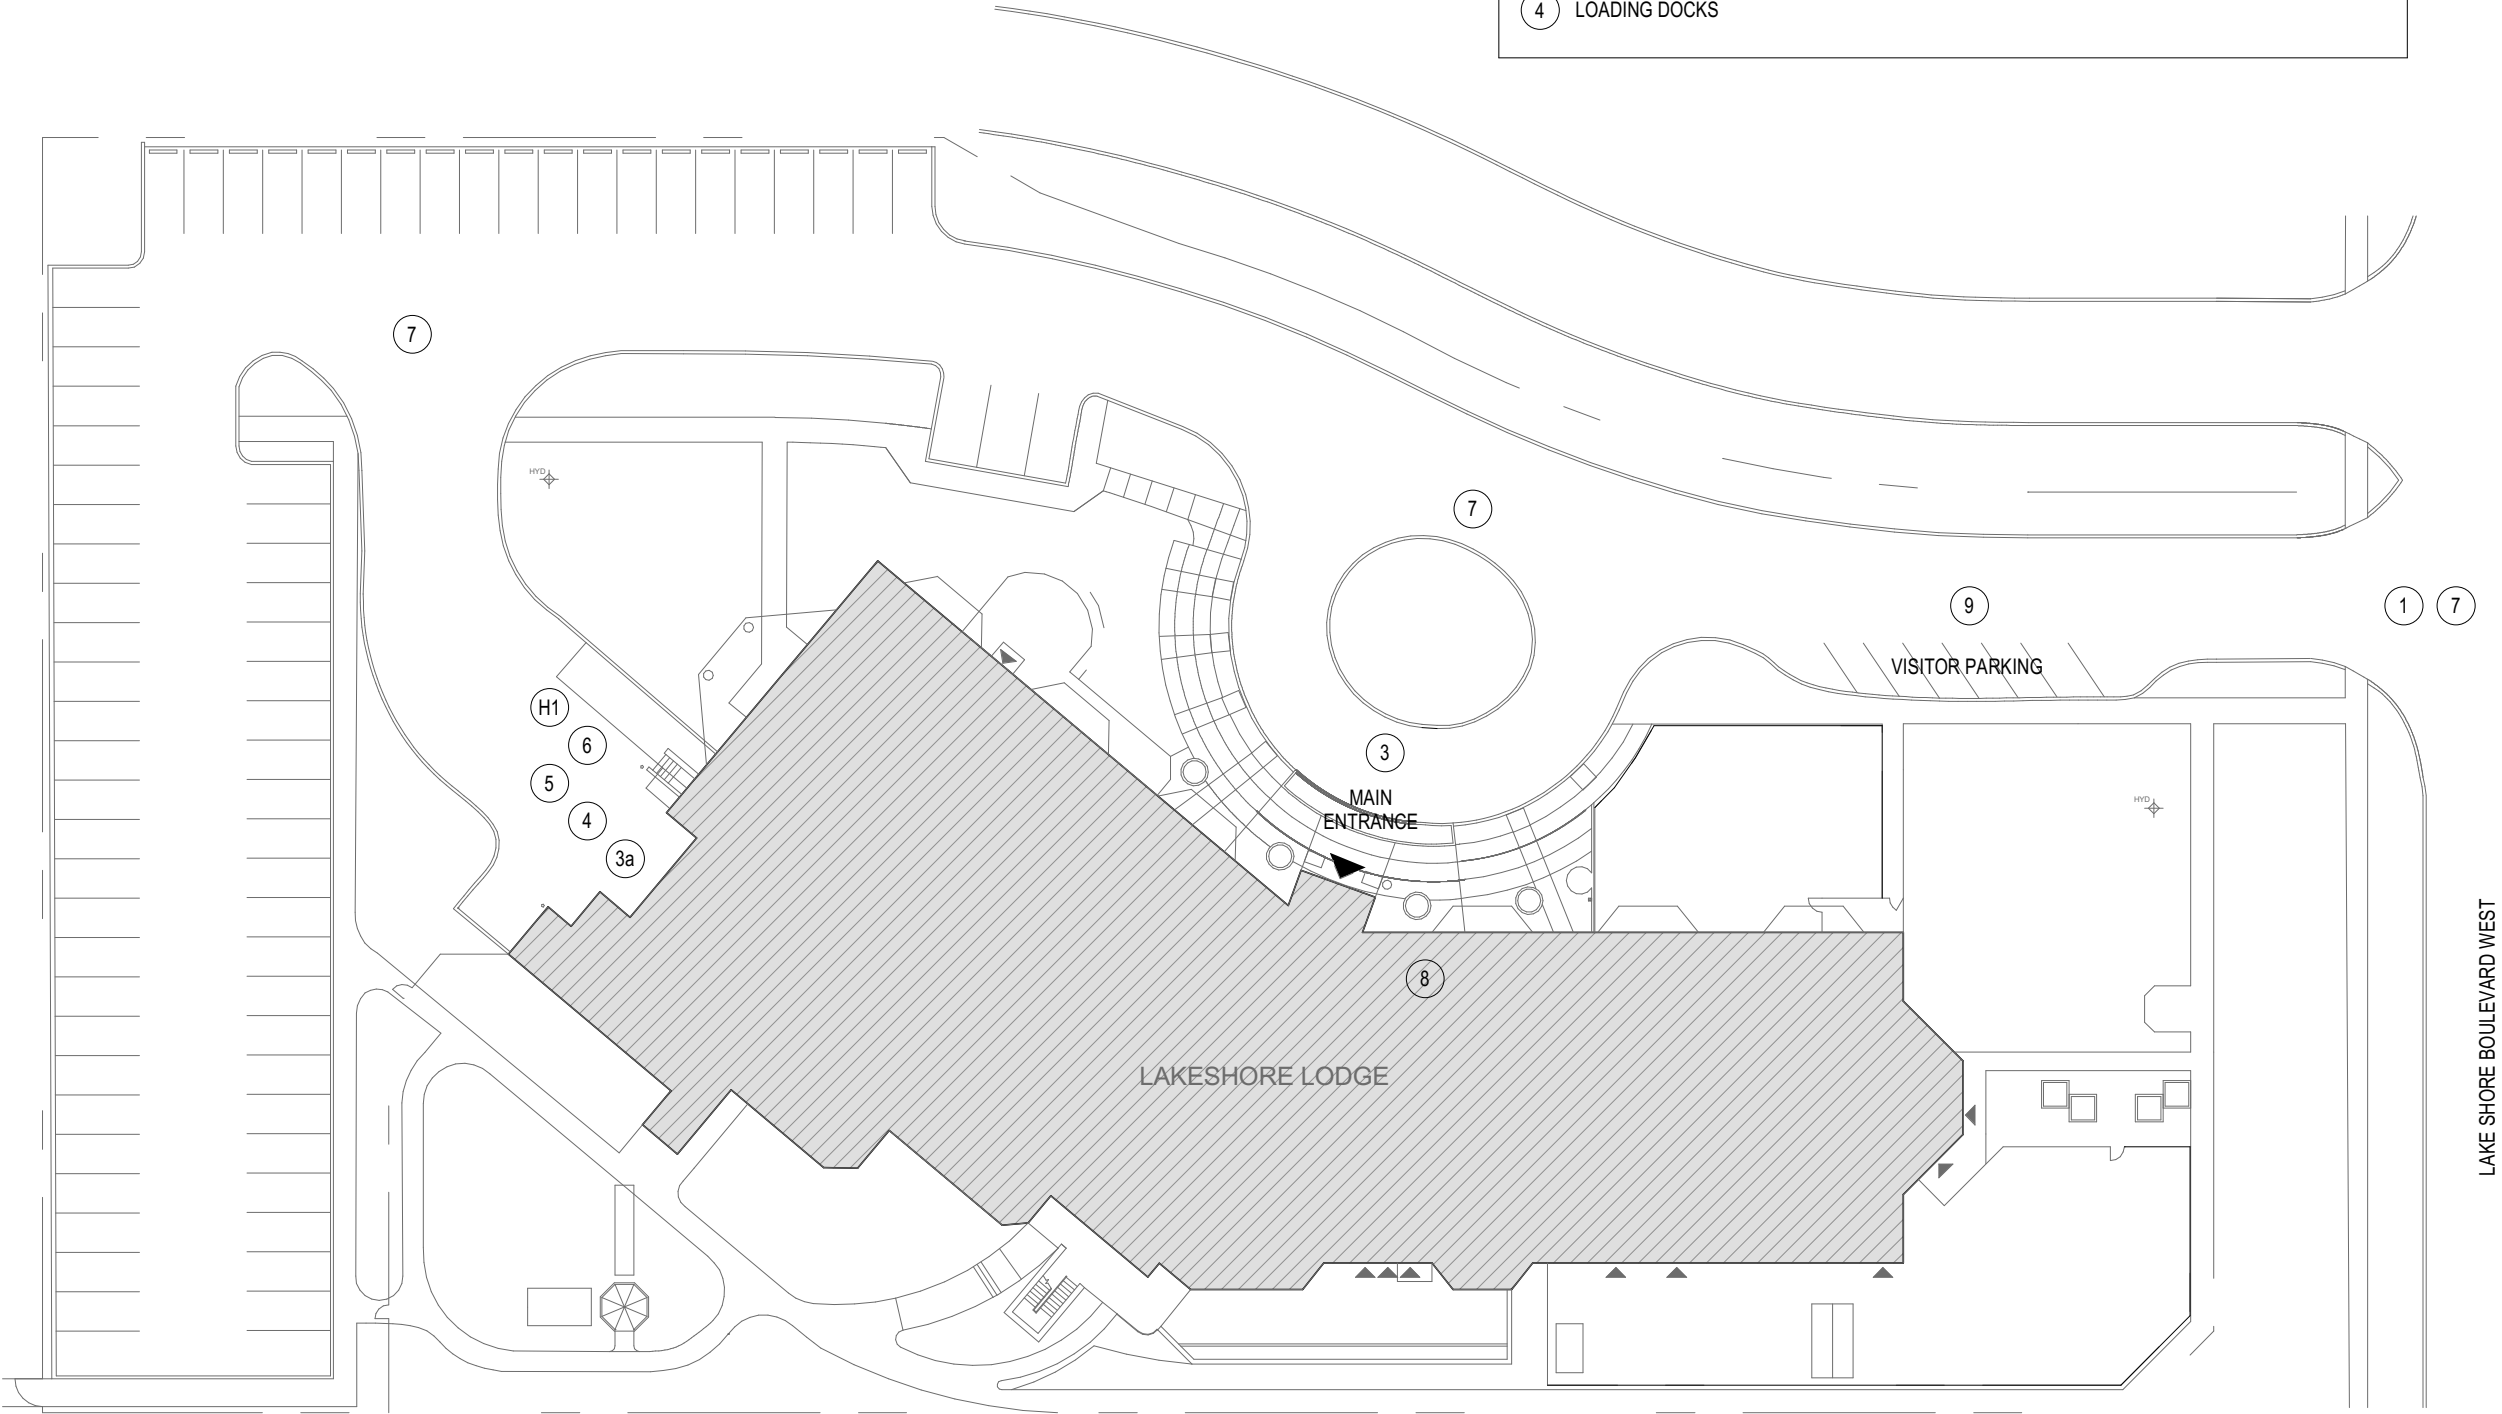 4 LOADING DOCKS
7
HYD
7
9
1 7
VISITOR PARKING
H1
6
3
5
MAIN
ENTRANCE
4
HYD
3a
8
LAKESHORE LODGE
LAKE SHORE BOULEVARD WEST